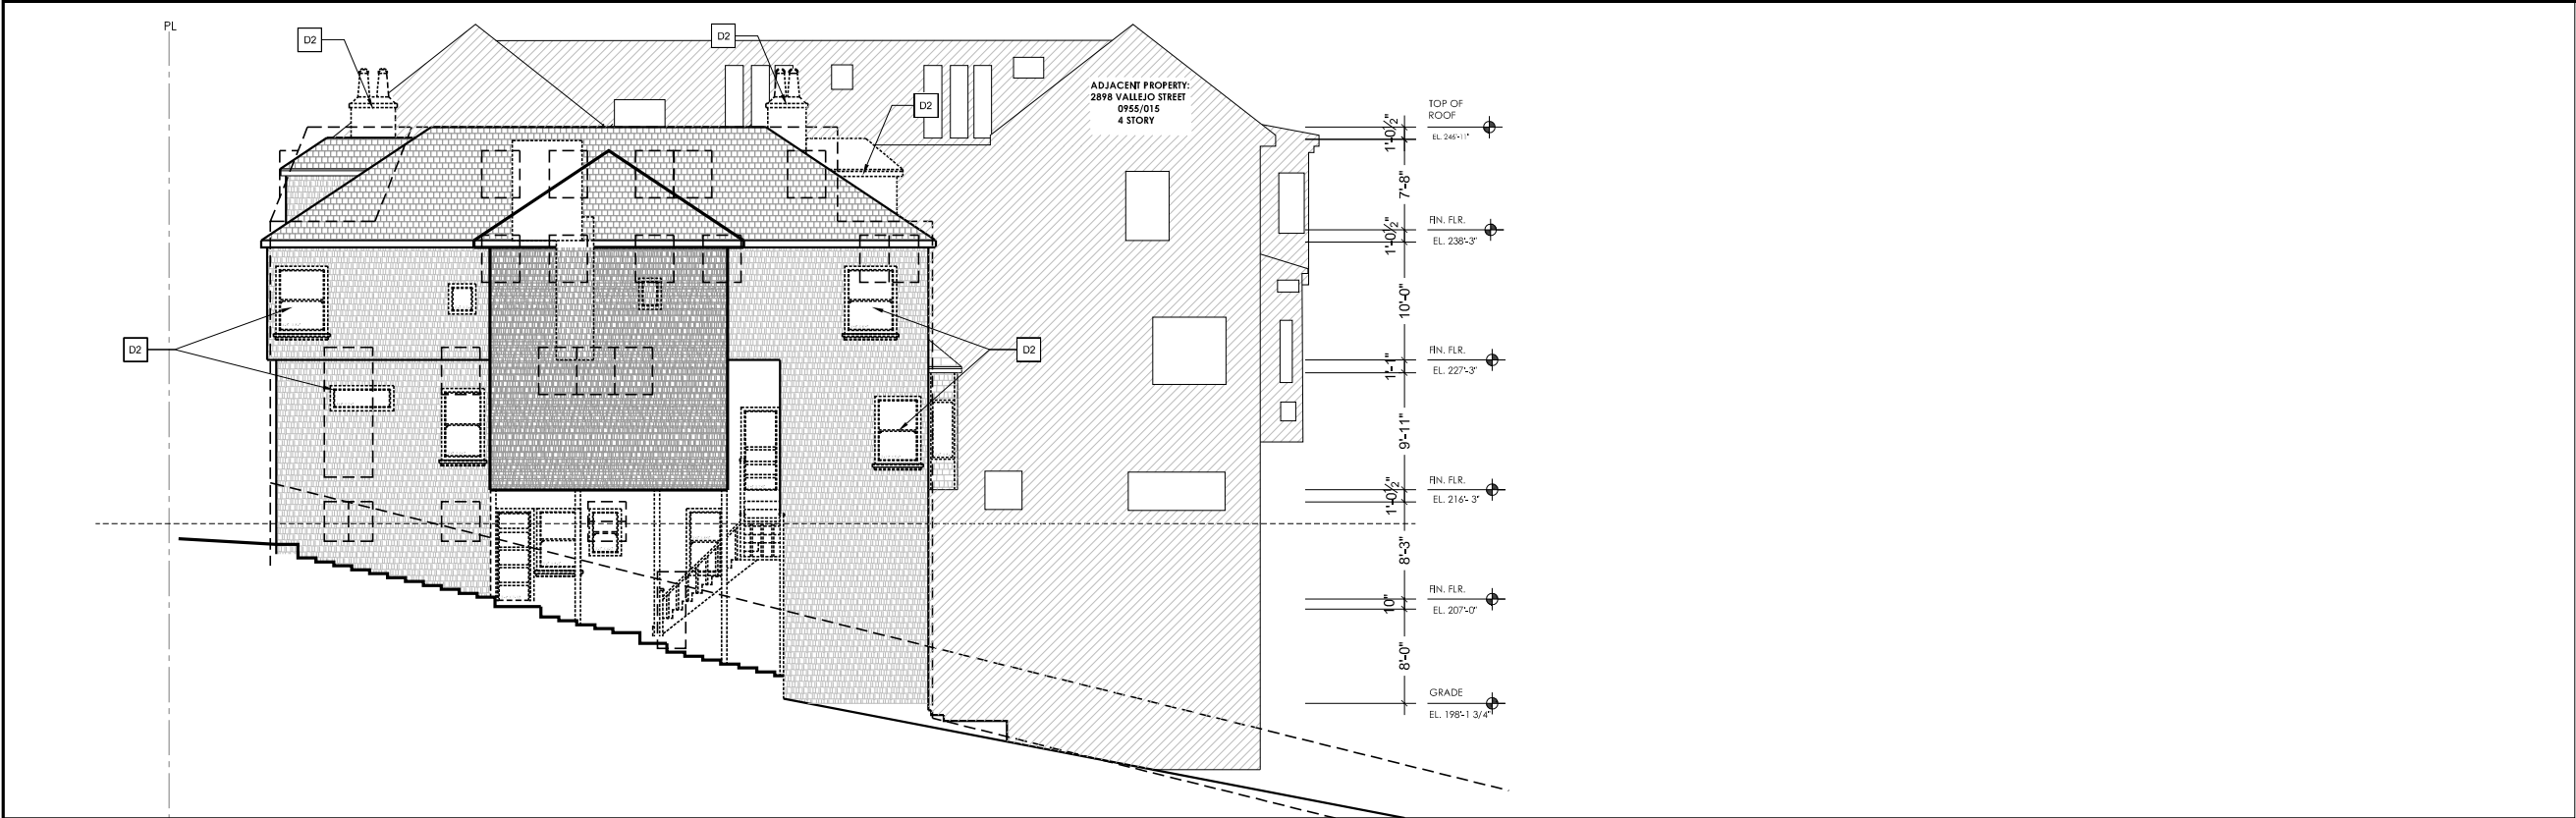 PL
D2
D2
D2
ADJACENT PROPERTY:
2898 VALLEJO STREET
0955/015
4 STORY
D2
D2
TOP OF
ROOF
EL. 246'-11"
1'-0½"
7'-8"
FIN. FLR.
EL. 238'-3"
1'-0½"
10'-0"
FIN. FLR.
EL. 227'-3"
1'-1"
9'-11"
FIN. FLR.
EL. 216'- 3"
1'-0½"
8'-3"
FIN. FLR.
EL. 207'-0"
10"
8'-0"
GRADE
EL. 198'-1 3/4"